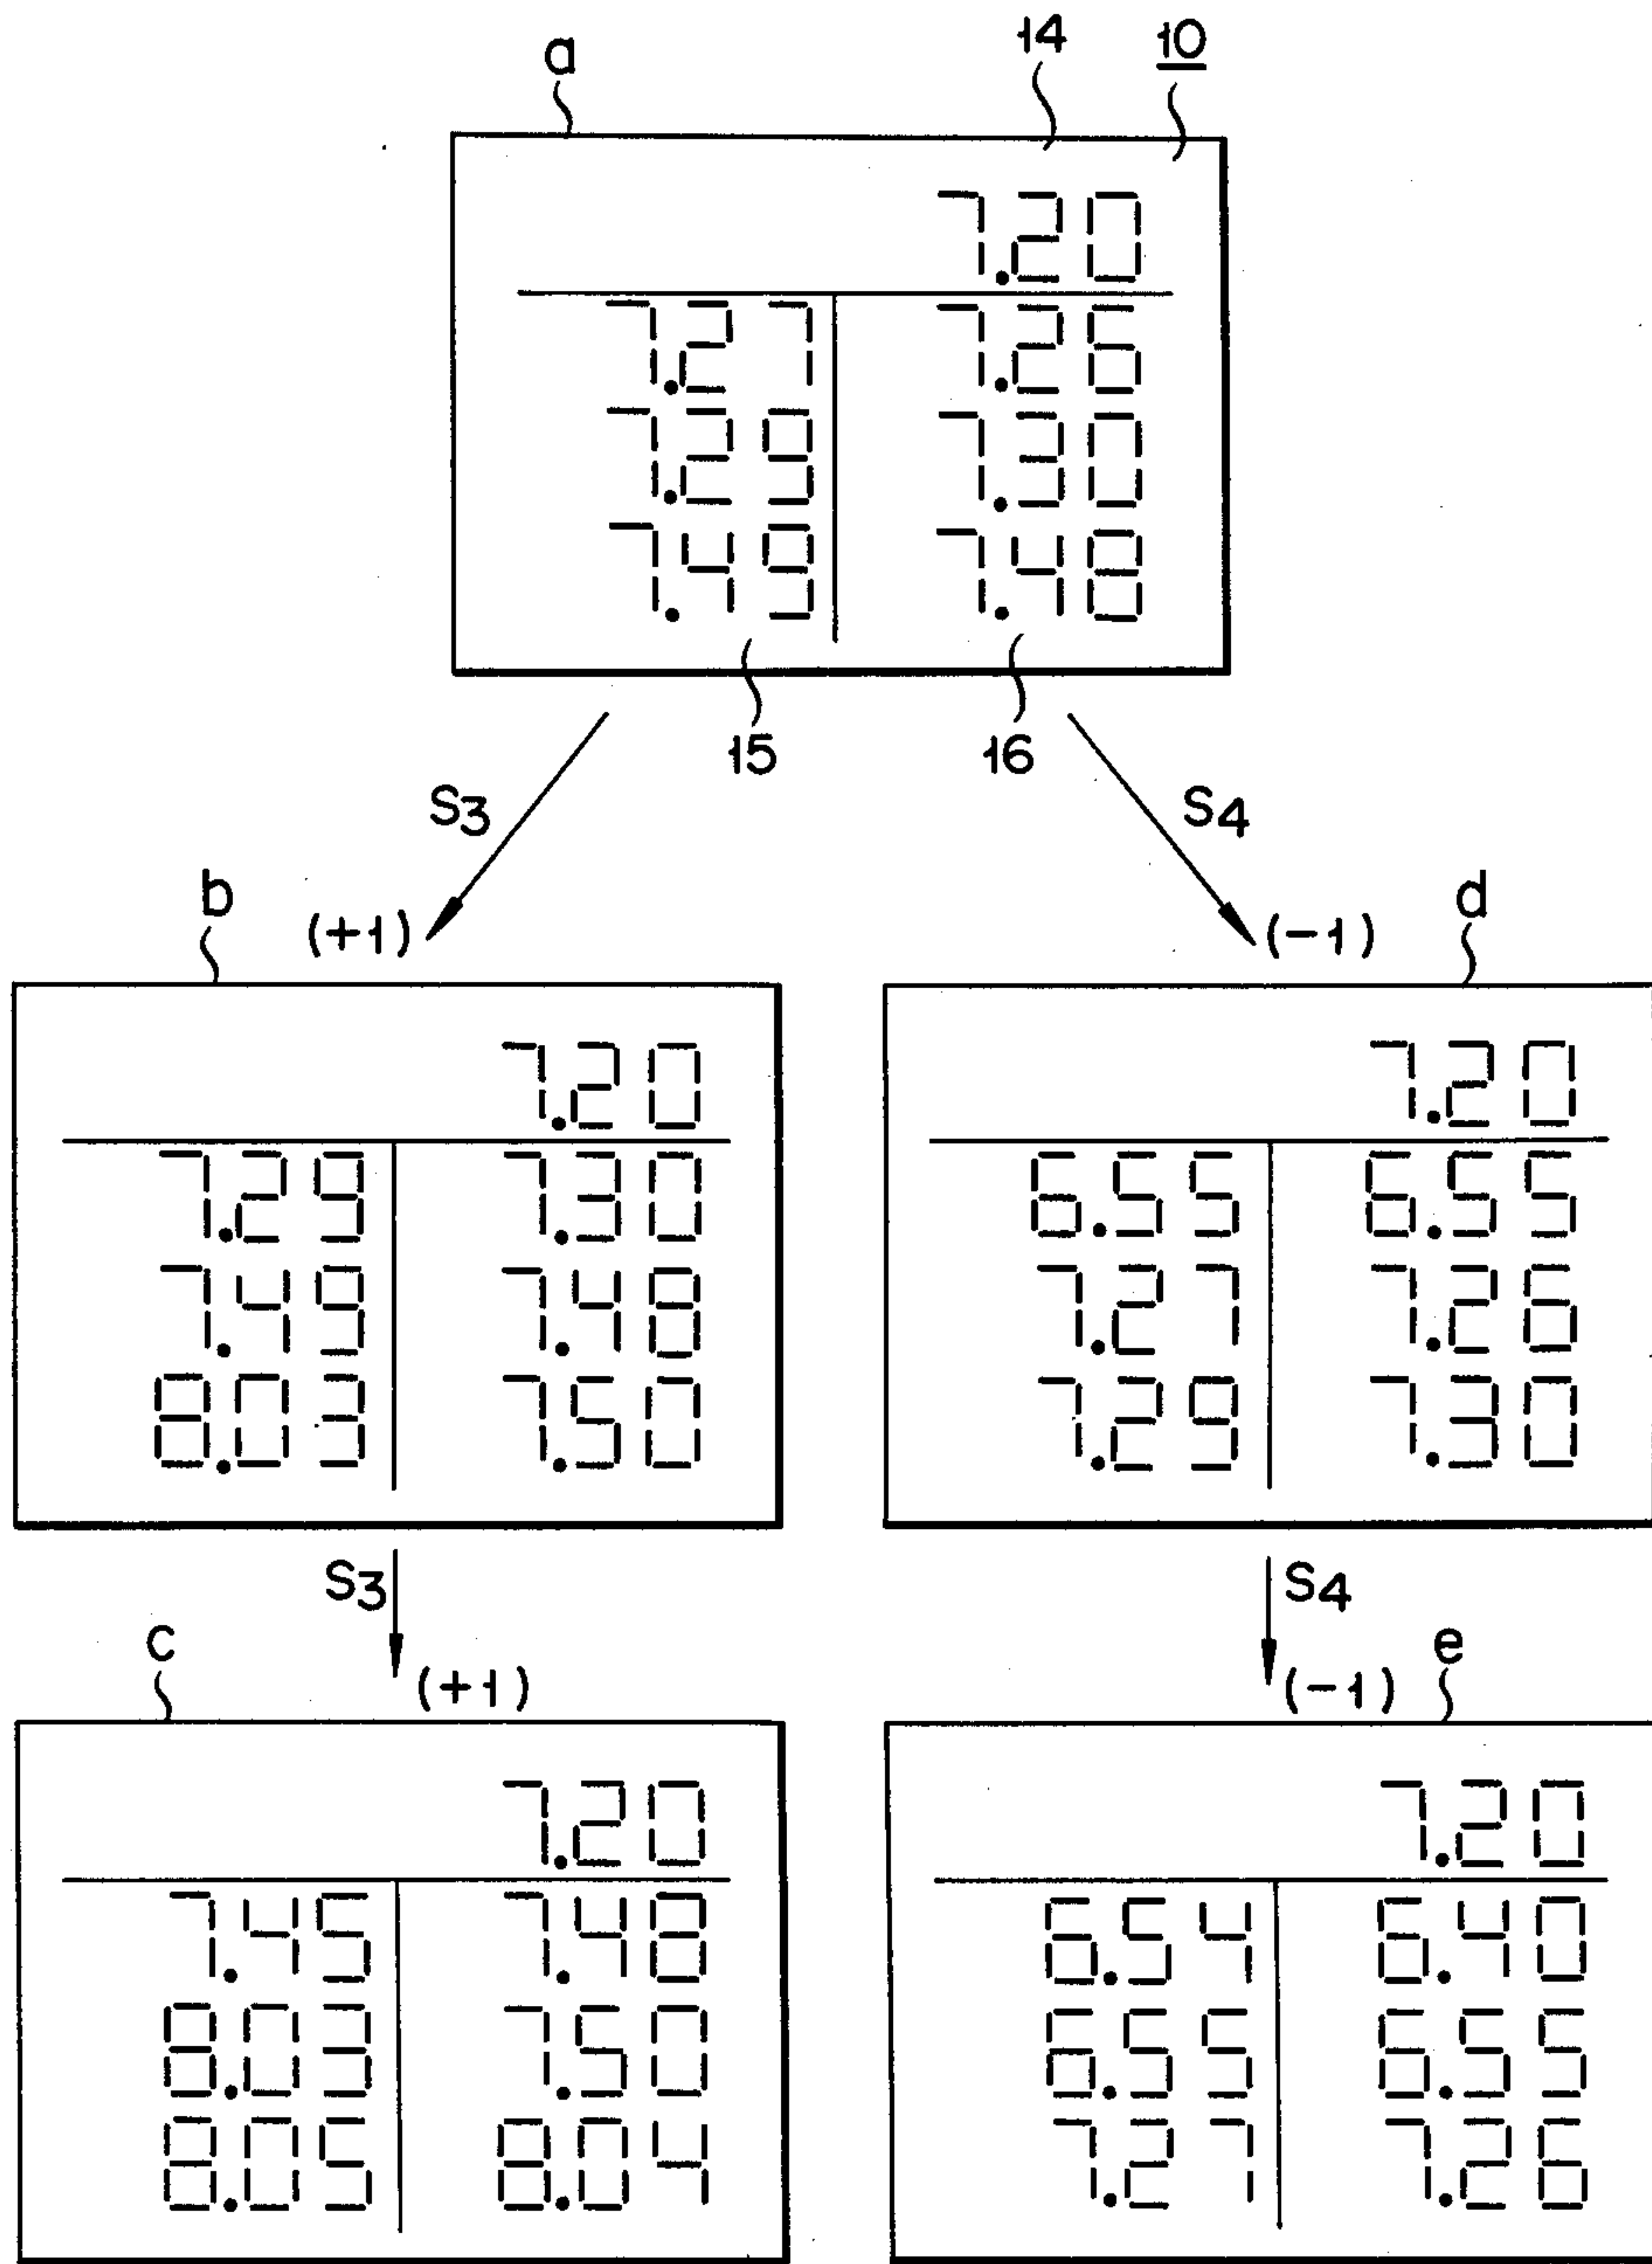 a 14 10
7.20
7.27 7.26
7.29 7.30
7.49 7.48
15 16
S3 S4
b (+1) (-1) d
7.20 7.20
7.29 7.30 6.55 6.55
7.49 7.48 7.27 7.26
8.03 7.50 7.29 7.30
S3 S4
c (+1) (-1) e
7.20 7.20
7.45 7.48 6.54 6.40
8.03 7.50 6.55 6.55
8.05 8.04 7.27 7.26